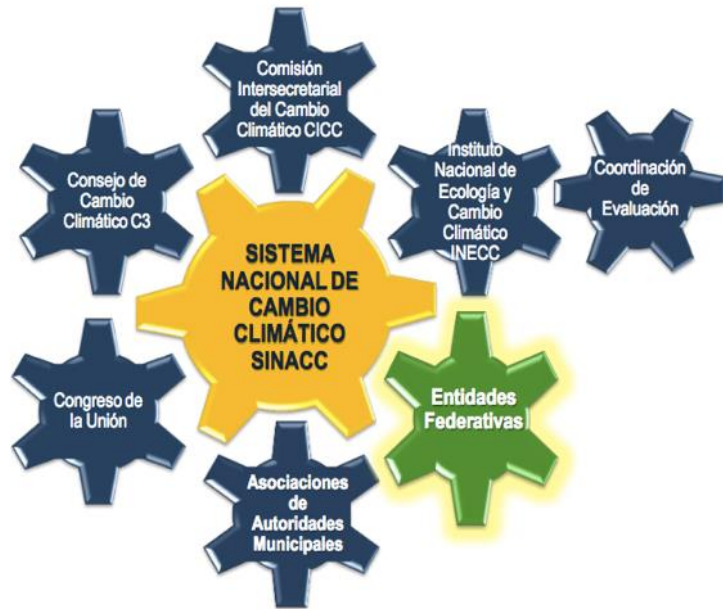 Comisión
Intersecretarial
del Cambio
Climático CICC
Consejo de
Cambio
Climático C3
Instituto
Nacional de
Ecología y
Cambio
Climático
INECC
Coordinación
de
Evaluación
SISTEMA
NACIONAL DE
CAMBIO
CLIMÁTICO
SINACC
Congreso de
la Unión
Entidades
Federativas
Asociaciones
de
Autoridades
Municipales